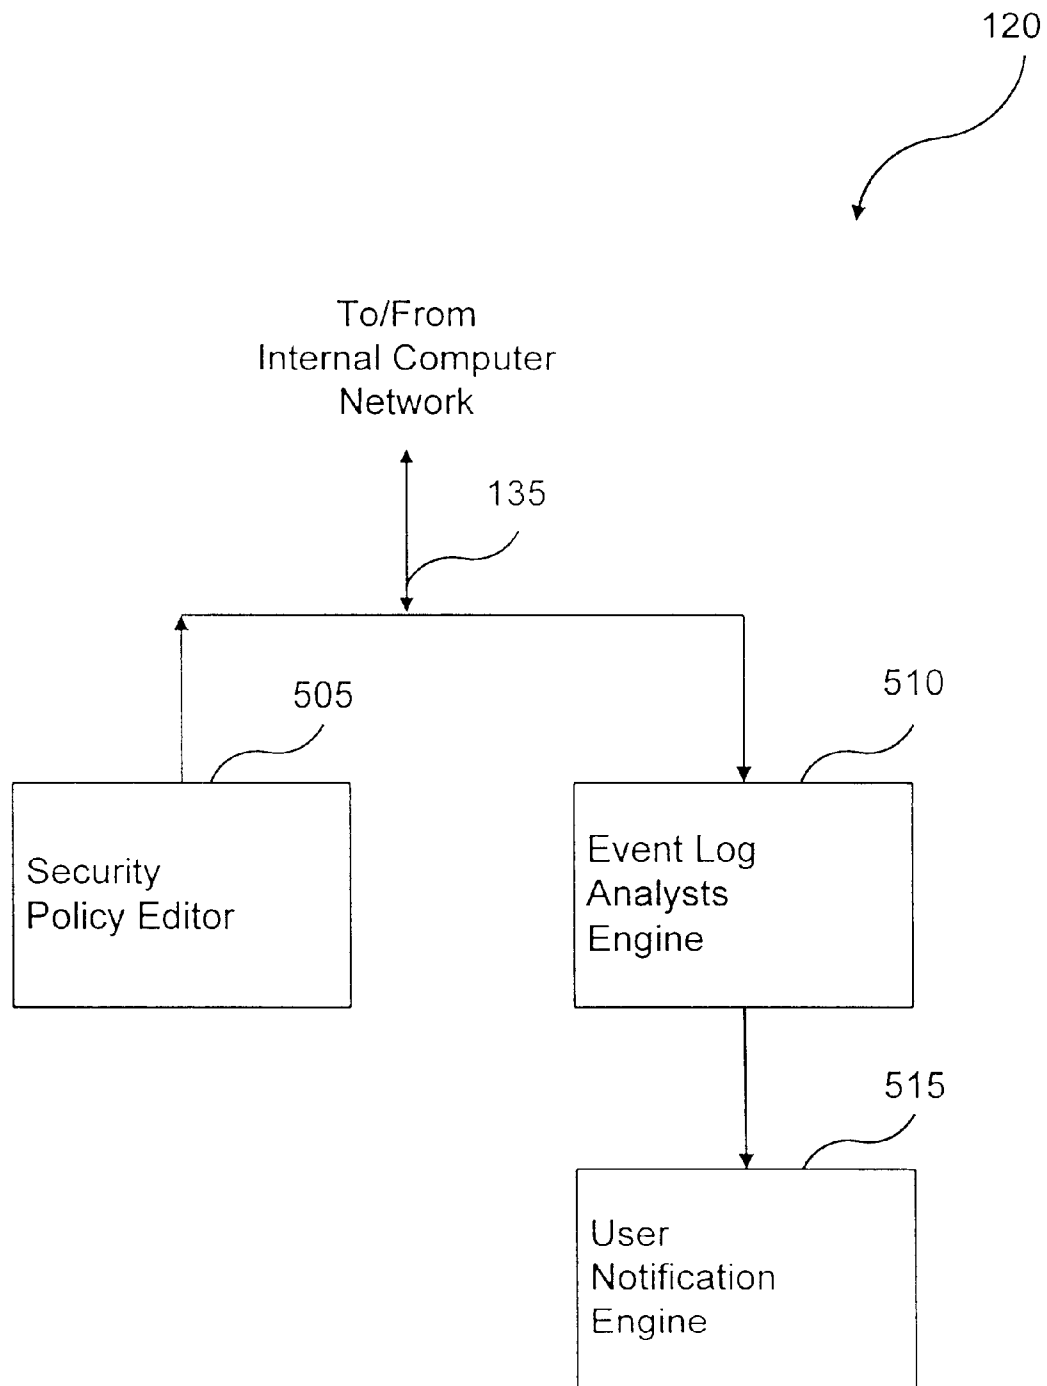 120
To/From
Internal Computer
Network
135
505
510
Security
Policy Editor
Event Log
Analysts
Engine
515
User
Notification
Engine